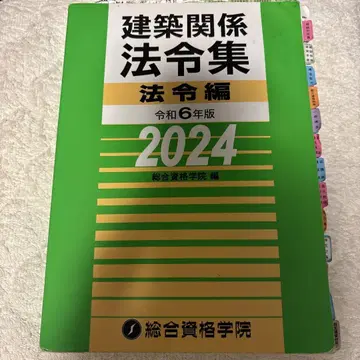 建築関係
法令集
法令編
令和6年版
2024
総合資格学院 編
総合資格学院